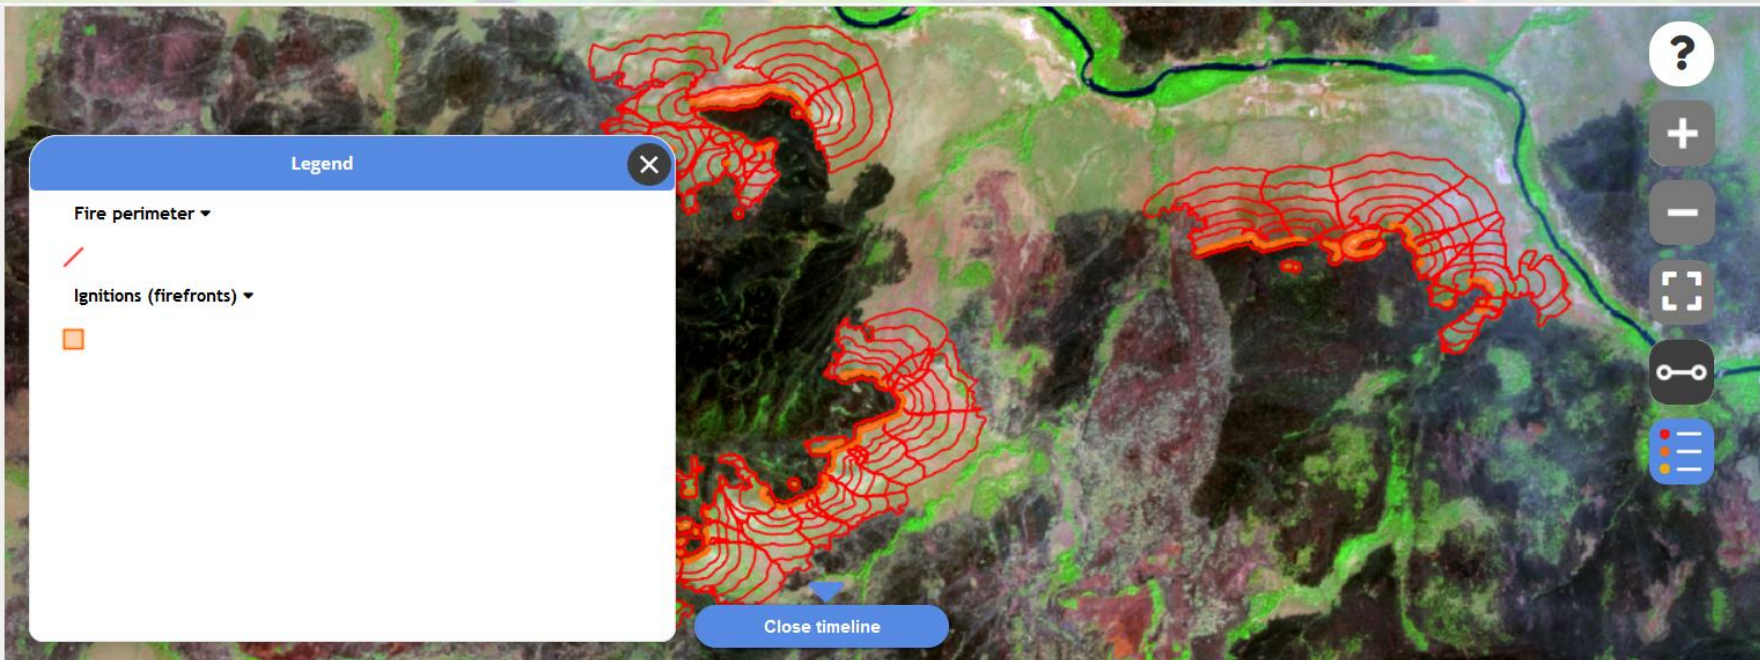 Legend
Fire perimeter
Ignitions (firefronts)
Close timeline
?